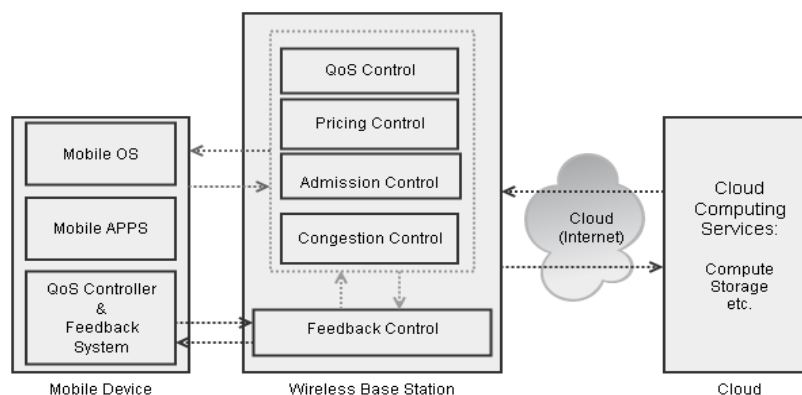 Mobile OS
Mobile APPS
QoS Controller
&
Feedback
System
Mobile Device
QoS Control
Pricing Control
Admission Control
Congestion Control
Feedback Control
Wireless Base Station
Cloud
(Internet)
Cloud
Computing
Services:
Compute
Storage
etc.
Cloud